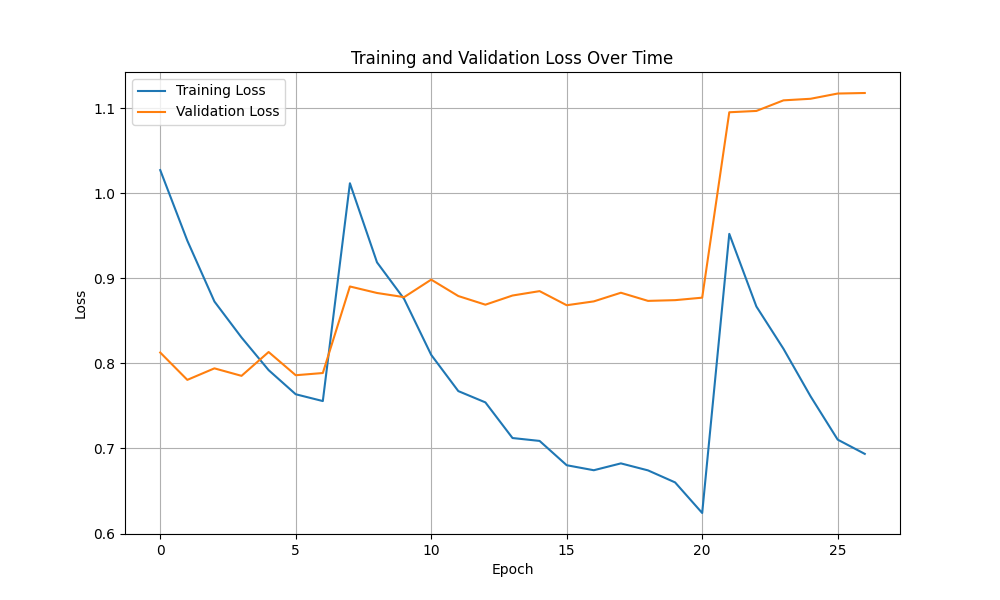 Training and Validation Loss Over Time
Training Loss
Validation Loss
Loss
1.1
1.0
0.9
0.8
0.7
0.6
0 5 10 15 20 25
Epoch